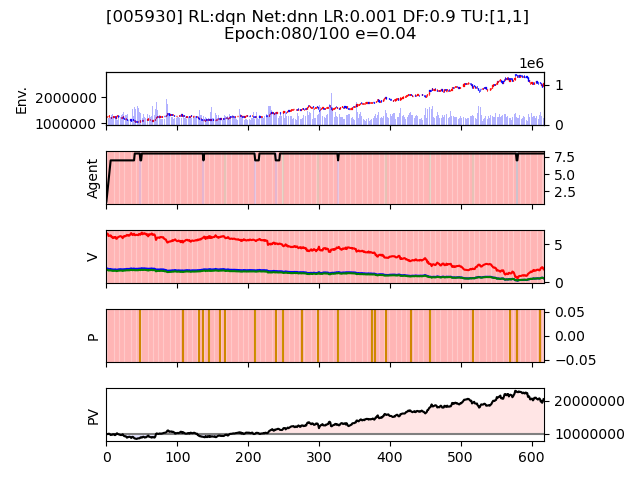 [005930] RL:dqn Net:dnn LR:0.001 DF:0.9 TU:[1,1]
Epoch:080/100 e=0.04
1e6
Env.
2000000
1000000
1
0
Agent
7.5
5.0
2.5
V
5
0
P
0.05
0.00
−0.05
PV
20000000
10000000
0 100 200 300 400 500 600